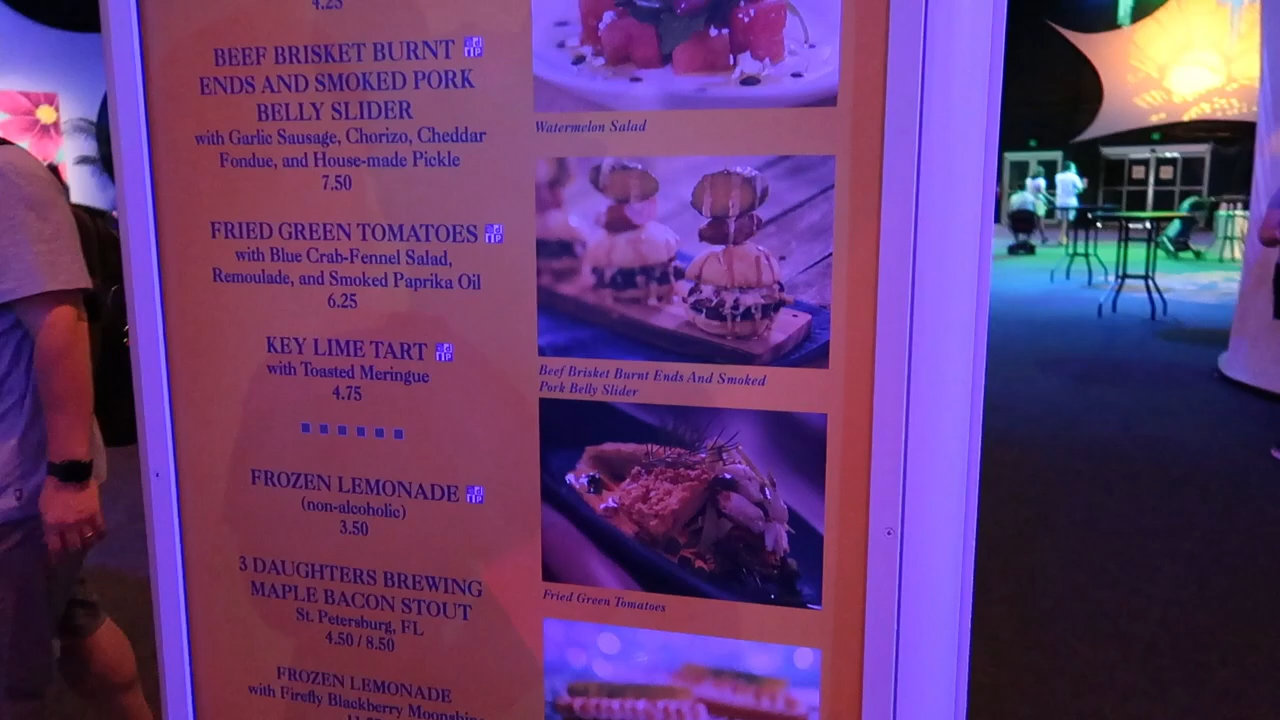 4.25
BEEF BRISKET BURNT
ENDS AND SMOKED PORK
BELLY SLIDER
with Garlic Sausage, Chorizo, Cheddar
Fondue, and House-made Pickle
7.50
FRIED GREEN TOMATOES
with Blue Crab-Fennel Salad,
Remoulade, and Smoked Paprika Oil
6.25
KEY LIME TART
with Toasted Meringue
4.75
FROZEN LEMONADE
(non-alcoholic)
3.50
3 DAUGHTERS BREWING
MAPLE BACON STOUT
St. Petersburg, FL
4.50 / 8.50
FROZEN LEMONADE
with Firefly Blackberry Moonshine
Watermelon Salad
Beef Brisket Burnt Ends And Smoked
Pork Belly Slider
Fried Green Tomatoes